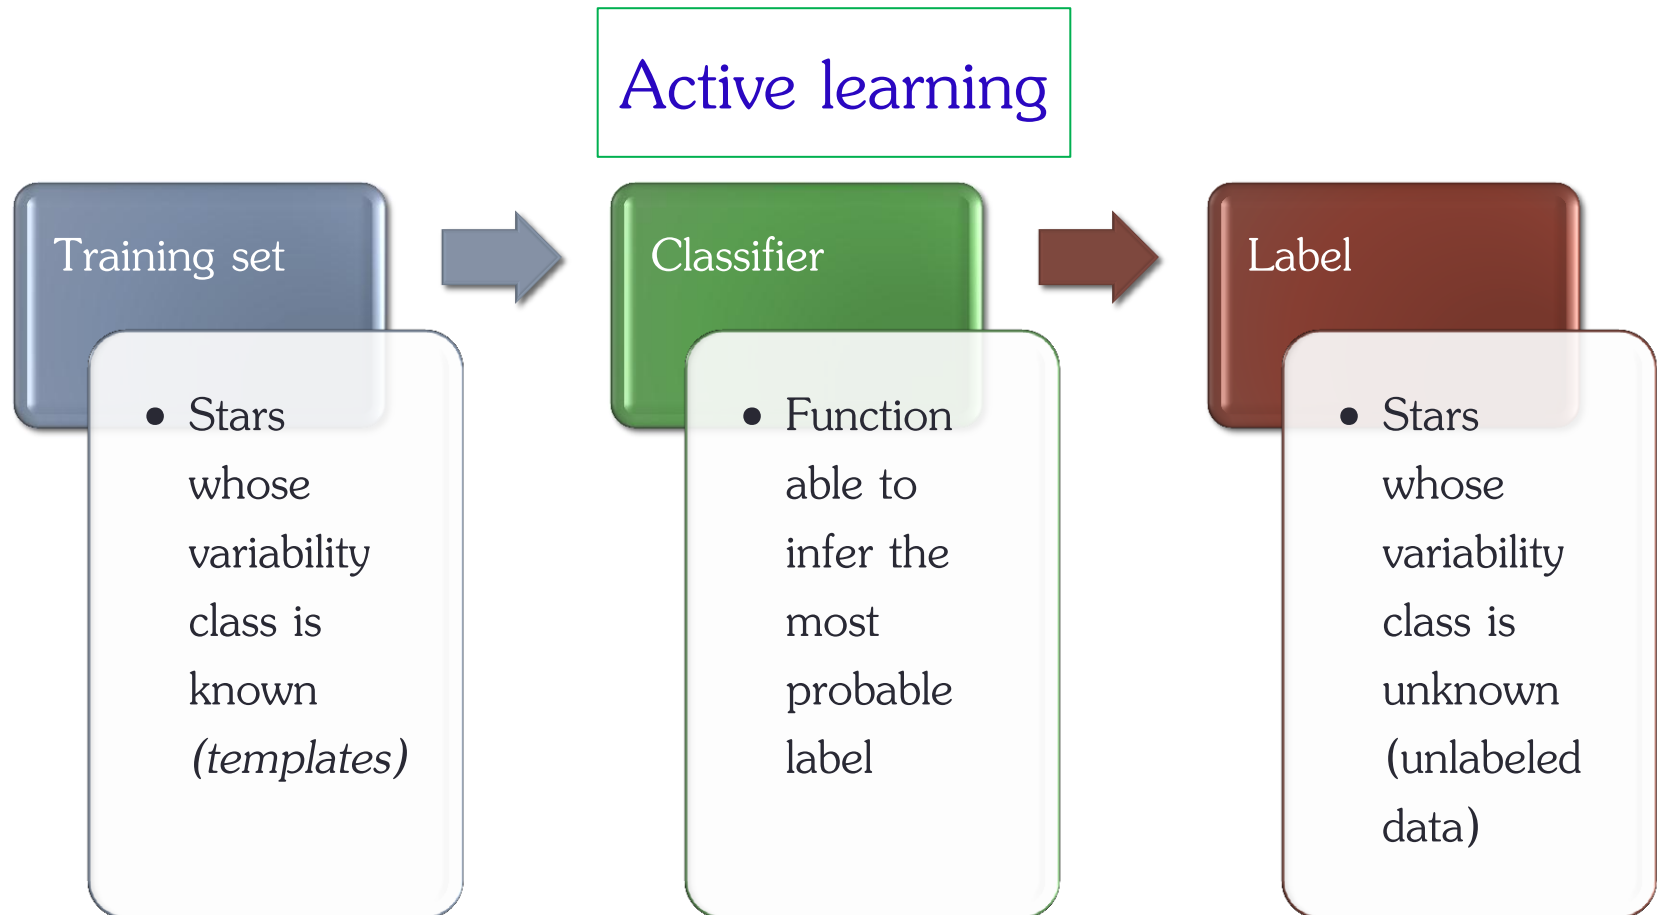 Active learning
Training set
• Stars
whose
variability
class is
known
(templates)
Classifier
• Function
able to
infer the
most
probable
label
Label
• Stars
whose
variability
class is
unknown
(unlabeled
data)